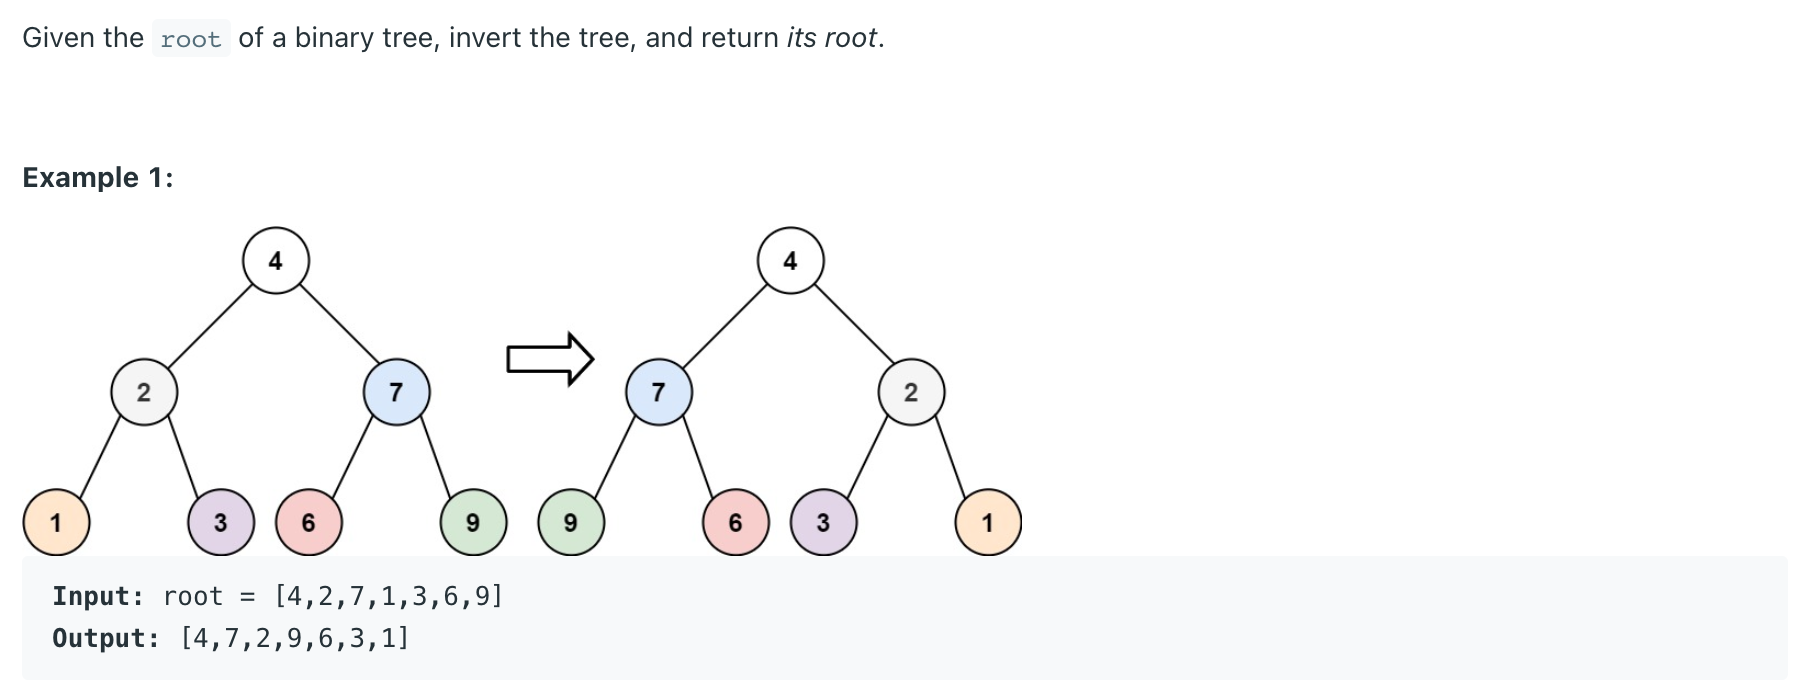 Given the root of a binary tree, invert the tree, and return its root.
Example 1:
4 4
2 7 7 2
1 3 6 9 9 6 3 1
Input: root = [4,2,7,1,3,6,9]
Output: [4,7,2,9,6,3,1]